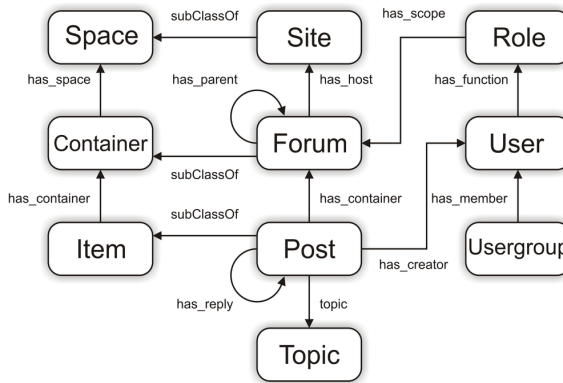 subClassOf
has_scope
Space
Site
Role
has_space
has_parent
has_host
has_function
Container
Forum
User
subClassOf
has_container
has_container
has_member
subClassOf
Item
Post
Usergroup
has_creator
has_reply
topic
Topic